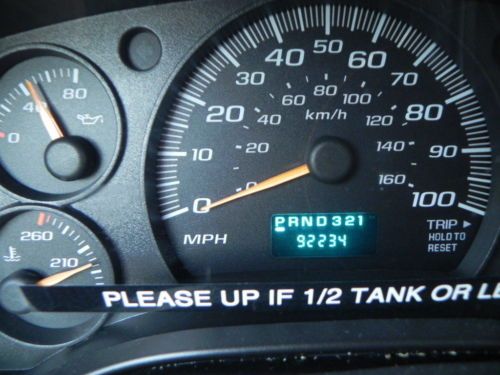 0 40 80
260
210
0 10 20 30 40 50 60 70 80 90 100
0 20 40 60 80 100 120 140 160
km/h
MPH
PRND321
92234
TRIP
HOLD TO
RESET
PLEASE UP IF 1/2 TANK OR LE